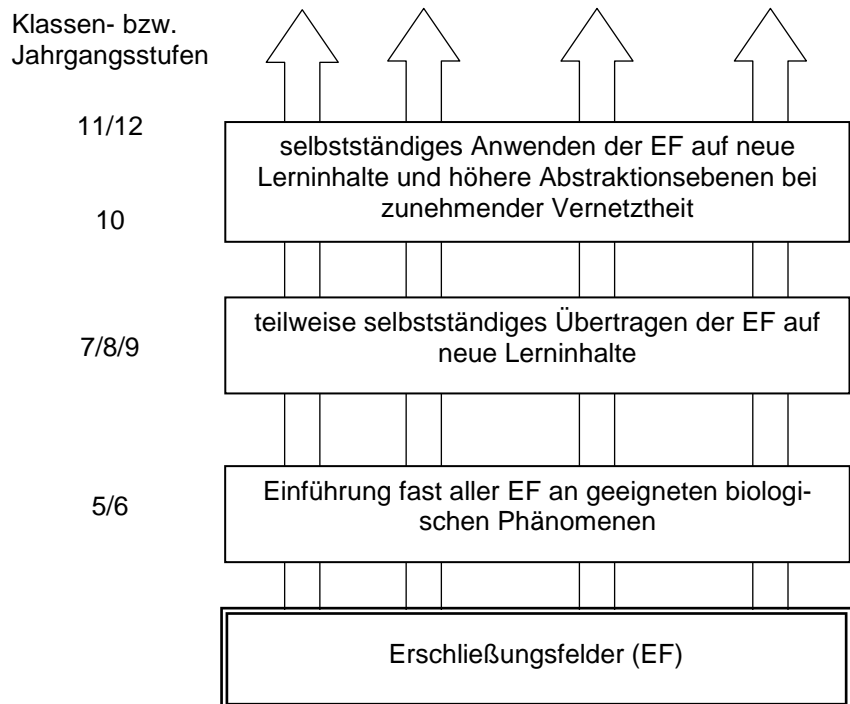 Klassen- bzw.
Jahrgangsstufen
11/12
selbstständiges Anwenden der EF auf neue
Lerninhalte und höhere Abstraktionsebenen bei
zunehmender Vernetztheit
10
teilweise selbstständiges Übertragen der EF auf
neue Lerninhalte
7/8/9
Einführung fast aller EF an geeigneten biologi-
schen Phänomenen
5/6
Erschließungsfelder (EF)